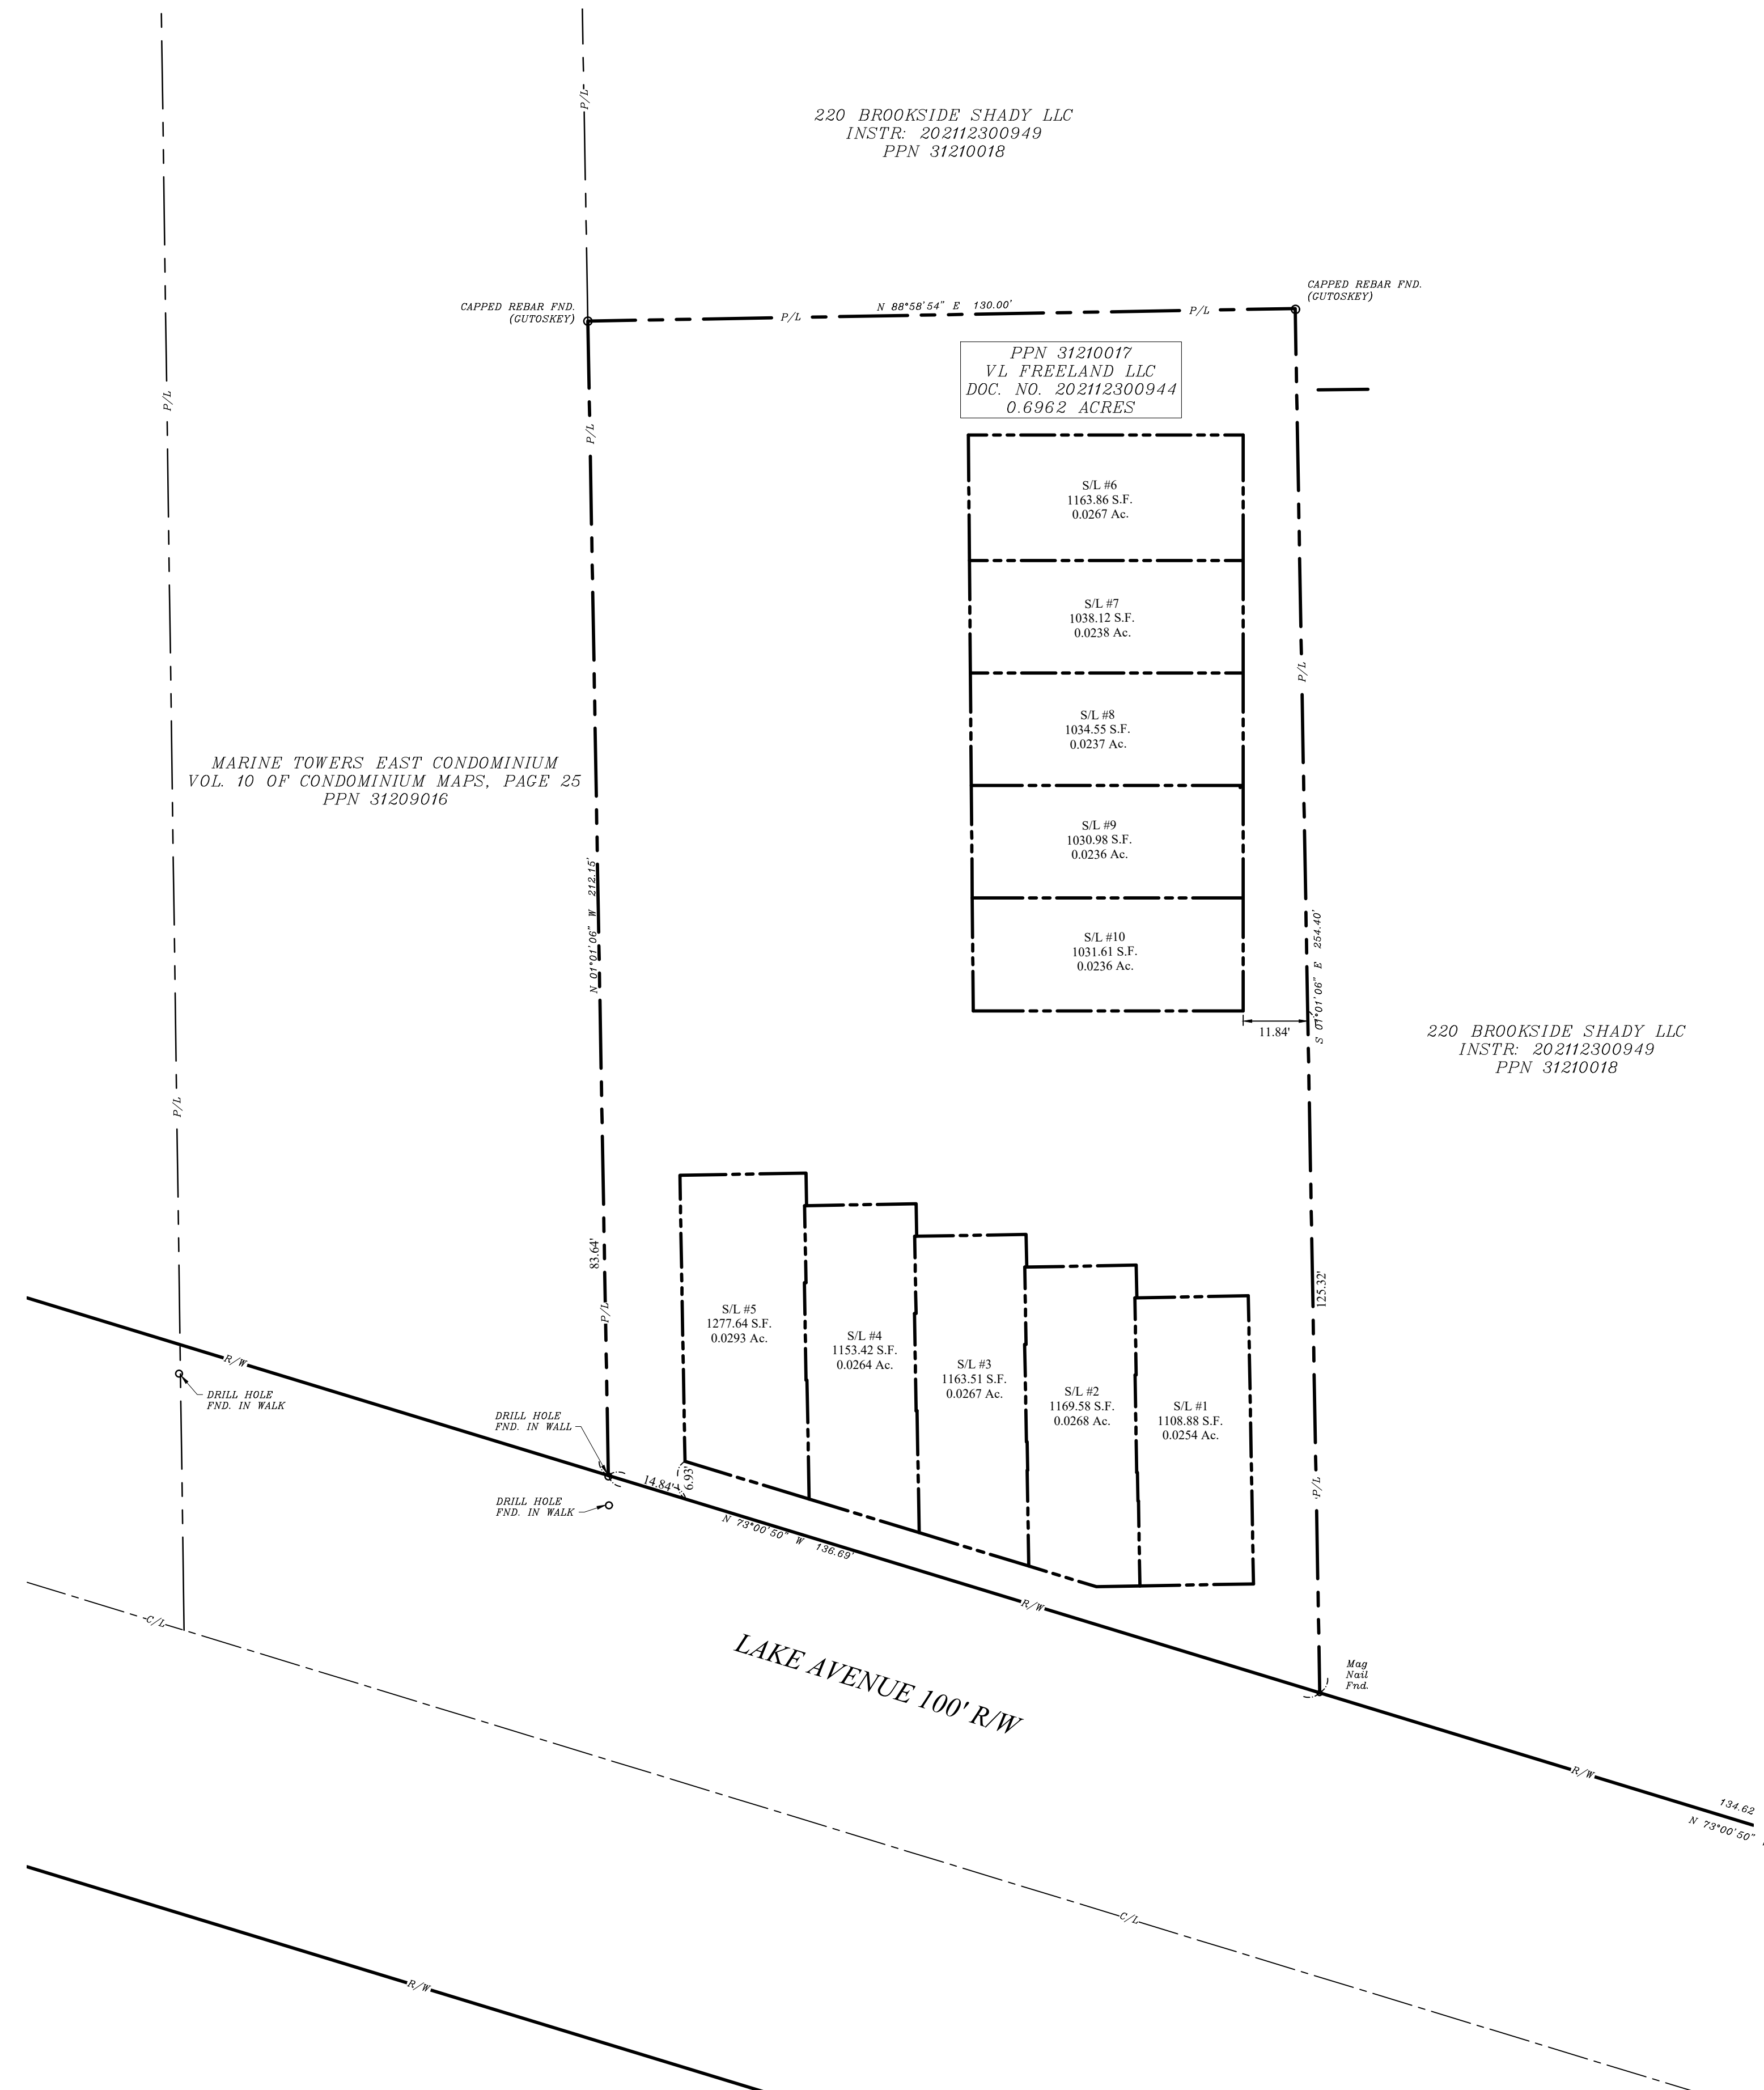 P/L
220 BROOKSIDE SHADY LLC
INSTR: 202112300949
PPN 31210018
CAPPED REBAR FND.
(GUTOSKEY)
N 88°58'54" E 130.00'
P/L
P/L
CAPPED REBAR FND.
(GUTOSKEY)
PPN 31210017
VL FREELAND LLC
DOC. NO. 202112300944
0.6962 ACRES
P/L
P/L
S/L #6
1163.86 S.F.
0.0267 Ac.
S/L #7
1038.12 S.F.
0.0238 Ac.
P/L
S/L #8
1034.55 S.F.
0.0237 Ac.
MARINE TOWERS EAST CONDOMINIUM
VOL. 10 OF CONDOMINIUM MAPS, PAGE 25
PPN 31209016
S/L #9
1030.98 S.F.
0.0236 Ac.
N 01°01'06" W 212.15'
S/L #10
1031.61 S.F.
0.0236 Ac.
S 01°01'06" E 254.40'
11.84'
220 BROOKSIDE SHADY LLC
INSTR: 202112300949
PPN 31210018
P/L
83.64'
125.32'
P/L
S/L #5
1277.64 S.F.
0.0293 Ac.
S/L #4
1153.42 S.F.
0.0264 Ac.
S/L #3
1163.51 S.F.
0.0267 Ac.
S/L #2
1169.58 S.F.
0.0268 Ac.
S/L #1
1108.88 S.F.
0.0254 Ac.
R/W
DRILL HOLE
FND. IN WALK
DRILL HOLE
FND. IN WALL
14.84'
6.93'
P/L
DRILL HOLE
FND. IN WALK
N 73°00'50" W 136.69'
R/W
C/L
LAKE AVENUE 100' R/W
Mag
Nail
Fnd.
R/W
134.62
N 73°00'50"
C/L
R/W